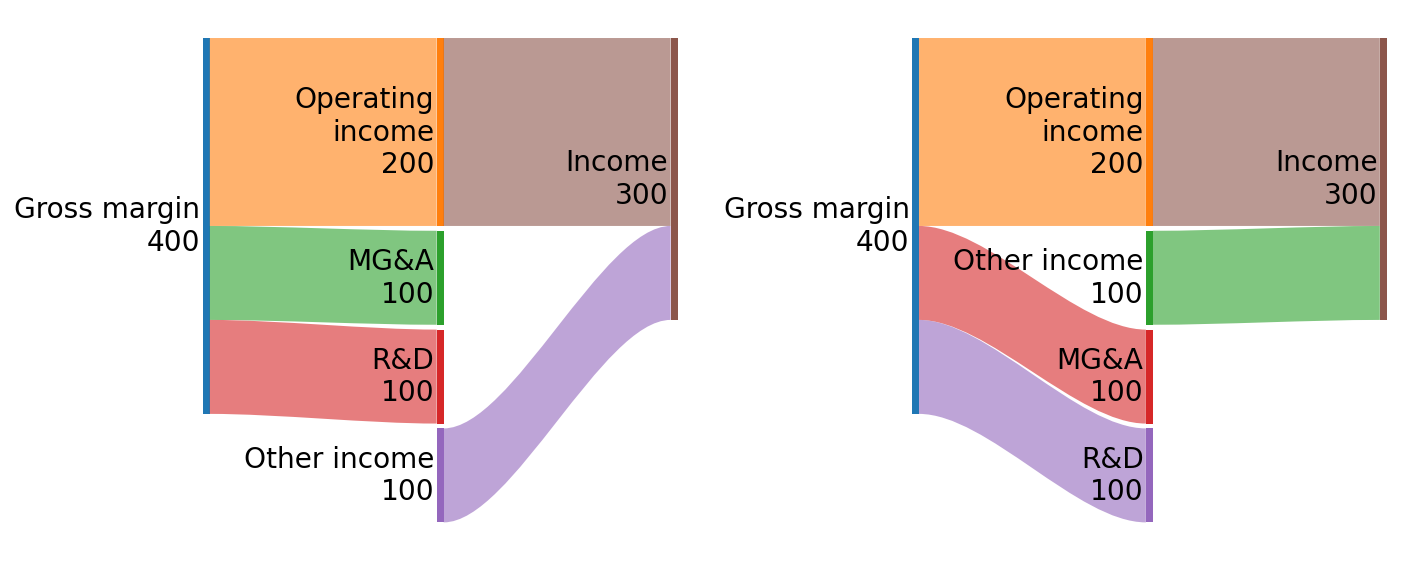 Operating
income
200
Income
300
Gross margin
400
MG&A
100
R&D
100
Other income
100
Operating
income
200
Income
300
Gross margin
400
Other income
100
MG&A
100
R&D
100